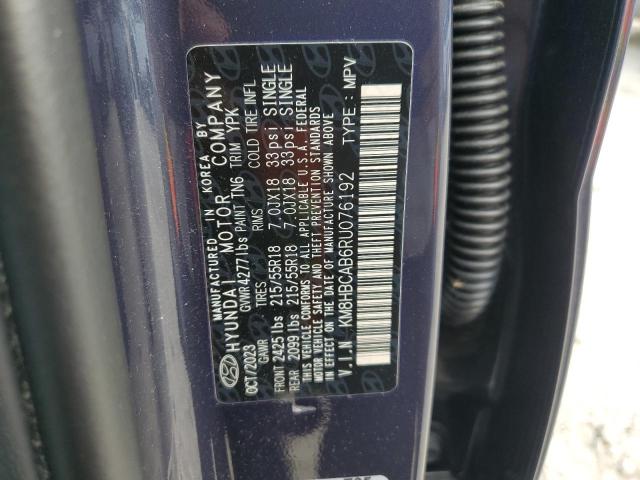 MANUFACTURED IN KOREA BY
HYUNDAI MOTOR COMPANY
OCT/2023 GVWR 4277lbs PAINT TN6 TRIM YPK
GAWR TIRES RIMS COLD TIRE INFL
FRONT 2425lbs 215/55R18 7.0JX18 33psi SINGLE
REAR 2099lbs 215/55R18 7.0JX18 33psi SINGLE
THIS VEHICLE CONFORMS TO ALL APPLICABLE U.S.A. FEDERAL
MOTOR VEHICLE SAFETY AND THEFT PREVENTION STANDARDS
IN EFFECT ON THE DATE OF MANUFACTURE SHOWN ABOVE
V.I.N : KM8HBCAB6RU076192 TYPE : MPV